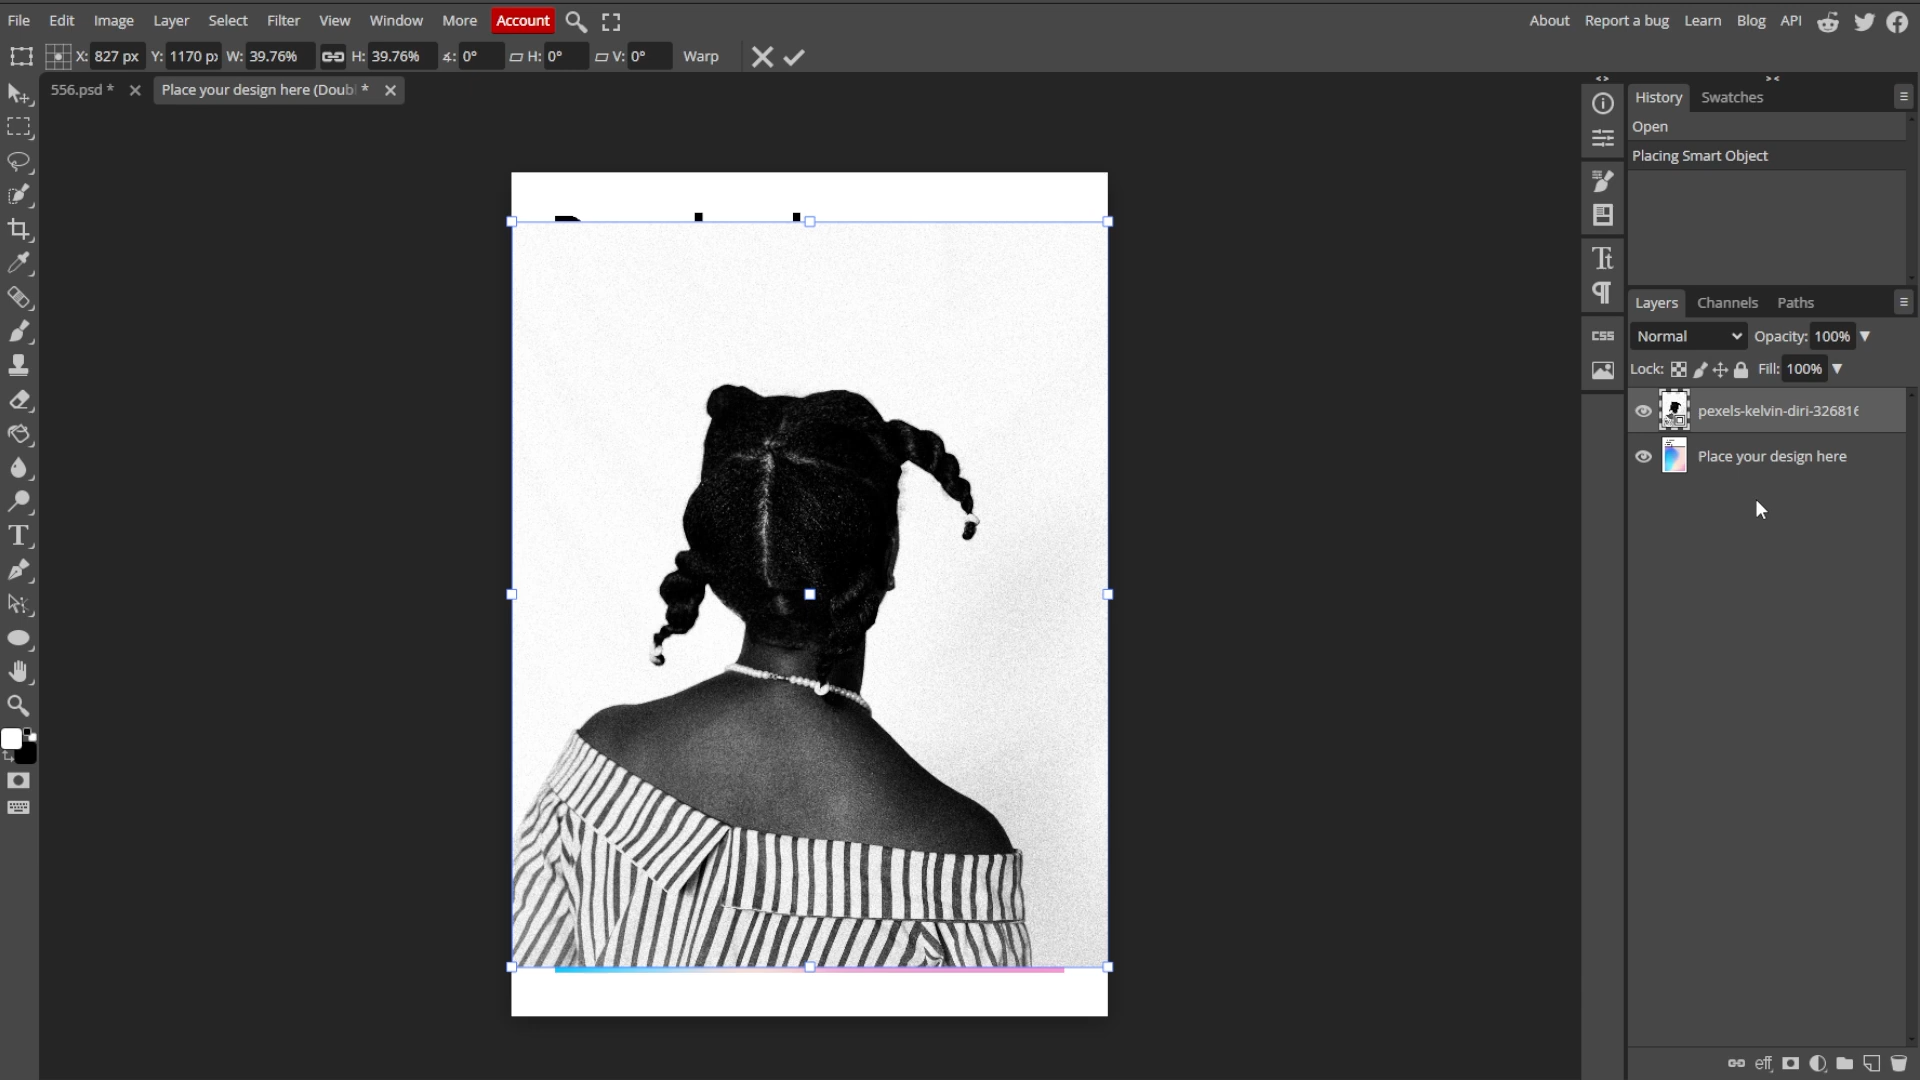 File Edit Image Layer Select Filter View Window More Account About Report a bug Learn Blog API
X: 827 px Y: 1170 p W: 39.76% H: 39.76% 0° H: 0° V: 0° Warp
556.psd * Place your design here (Doub *
History Swatches
Open
Placing Smart Object
Layers Channels Paths
Normal Opacity: 100%
Lock: Fill: 100%
pexels-kelvin-diri-326816
Place your design here
CSS
eff